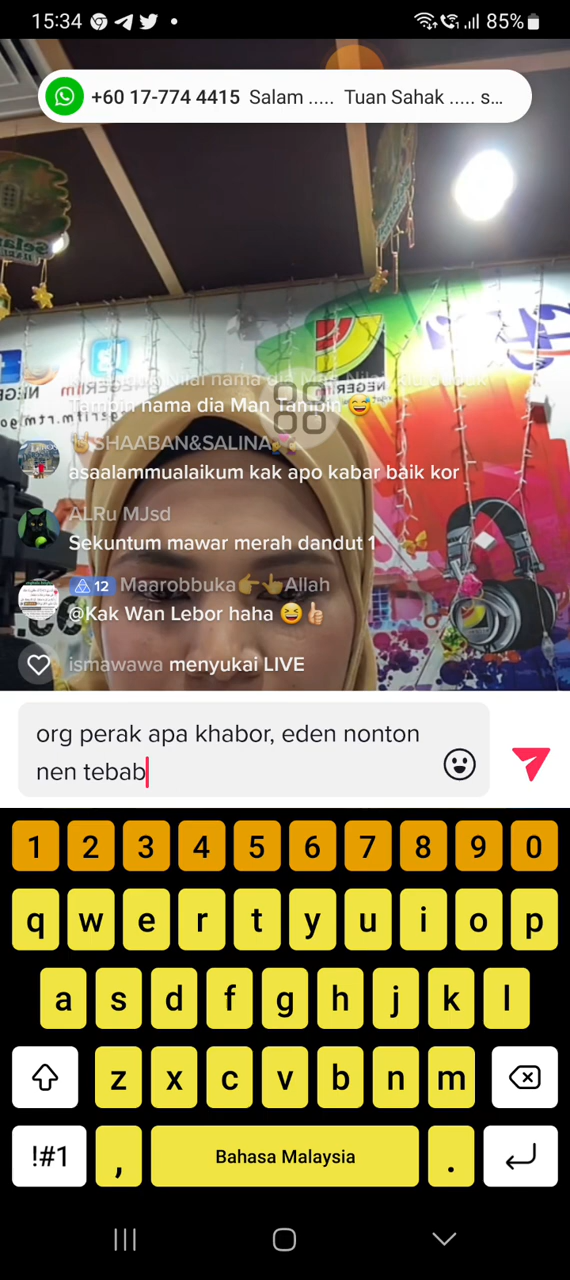 15:34
85%
+60 17-774 4415 Salam ..... Tuan Sahak ..... s...
Tampin nama dia Man Tampin 😅
🤘SHAABAN&SALINA💕
asaalammualaikum kak apo kabar baik kor
ALRu MJsd
Sekuntum mawar merah dandut 1
12 Maarobbuka👉👆Allah
@Kak Wan Lebor haha 😆👍
ismawawa menyukai LIVE
org perak apa khabor, eden nonton
nen tebab
1 2 3 4 5 6 7 8 9 0
q w e r t y u i o p
a s d f g h j k l
z x c v b n m
!#1 , Bahasa Malaysia .